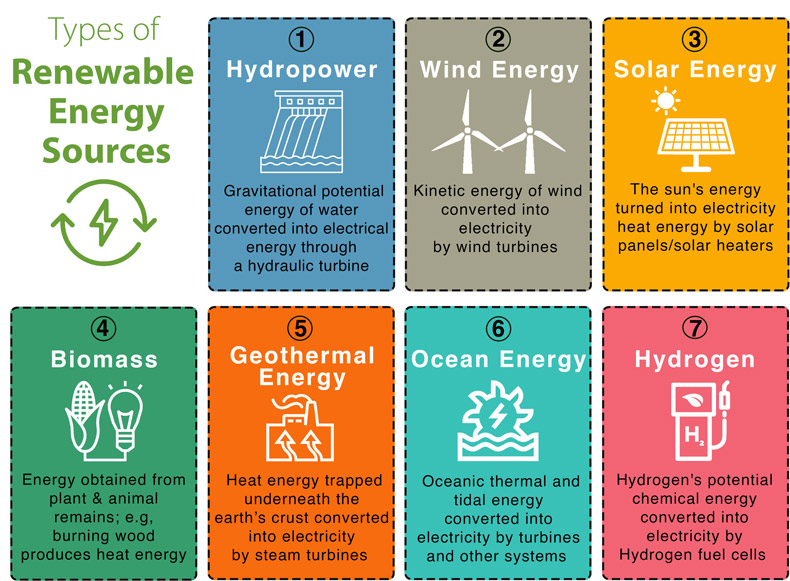 Types of
Renewable
Energy
Sources
1
Hydropower
Gravitational potential
energy of water
converted into electrical
energy through
a hydraulic turbine
2
Wind Energy
Kinetic energy of wind
converted into
electricity
by wind turbines
3
Solar Energy
The sun's energy
turned into electricity
heat energy by solar
panels/solar heaters
4
Biomass
Energy obtained from
plant & animal
remains; e.g,
burning wood
produces heat energy
5
Geothermal
Energy
Heat energy trapped
underneath the
earth's crust converted
into electricity
by steam turbines
6
Ocean Energy
Oceanic thermal and
tidal energy
converted into
electricity by turbines
and other systems
7
Hydrogen
H₂
Hydrogen's potential
chemical energy
converted into
electricity by
Hydrogen fuel cells